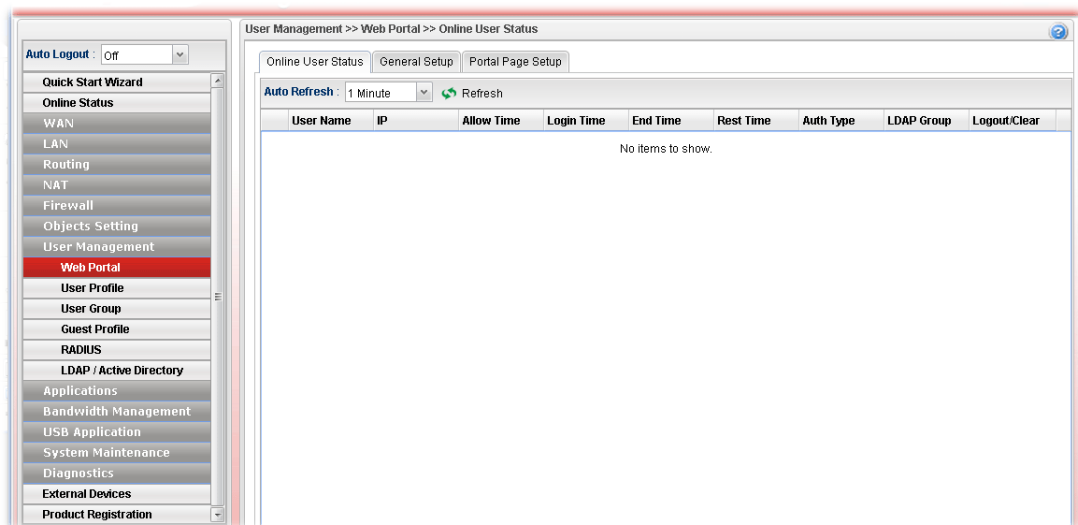 User Management >> Web Portal >> Online User Status
Auto Logout : Off
Quick Start Wizard
Online Status
WAN
LAN
Routing
NAT
Firewall
Objects Setting
User Management
Web Portal
User Profile
User Group
Guest Profile
RADIUS
LDAP / Active Directory
Applications
Bandwidth Management
USB Application
System Maintenance
Diagnostics
External Devices
Product Registration
Online User Status General Setup Portal Page Setup
Auto Refresh : 1 Minute Refresh
User Name IP Allow Time Login Time End Time Rest Time Auth Type LDAP Group Logout/Clear
No items to show.